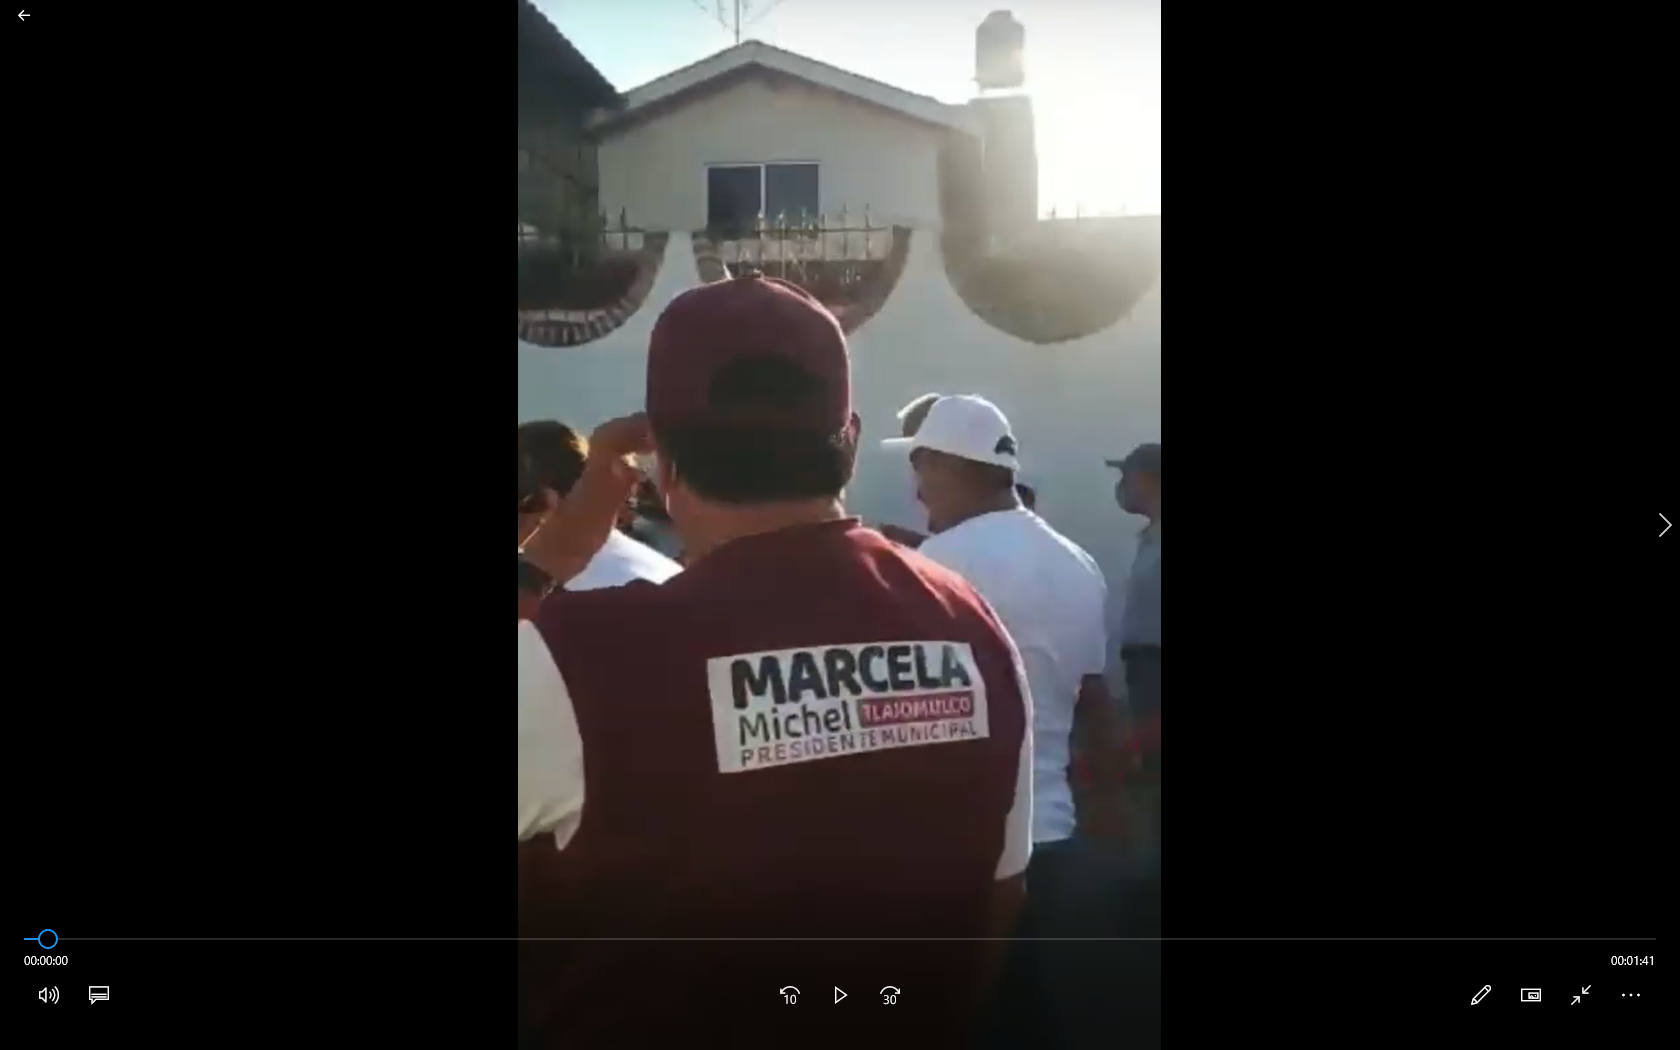 MARCELA
Michel TLAJOMULCO
PRESIDENTE MUNICIPAL
00:00:00
00:01:41
10
30